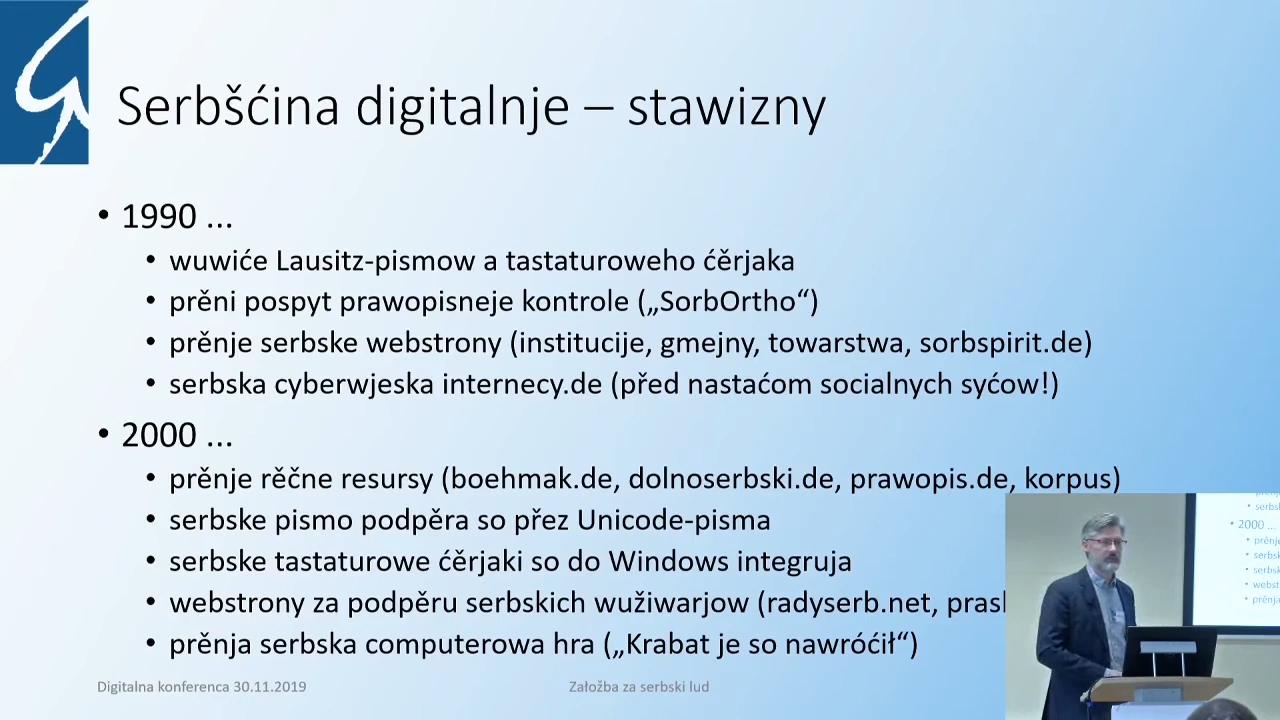 Serbšćina digitalnje – stawizny
• 1990 ...
• wuwiće Lausitz-pismow a tastaturoweho ćěrjaka
• prěni pospyt prawopisneje kontrole („SorbOrtho“)
• prěnje serbske webstrony (institucije, gmejny, towarstwa, sorbspirit.de)
• serbska cyberwjeska internecy.de (před nastaćom socialnych syćow!)
• 2000 ...
• prěnje rěčne resursy (boehmak.de, dolnoserbski.de, prawopis.de, korpus)
• serbske pismo podpěra so přez Unicode-pisma
• serbske tastaturowe ćěrjaki so do Windows integruja
• webstrony za podpěru serbskich wužiwarjow (radyserb.net,
• prěnja serbska computerowa hra („Krabat je so nawróćił“)
Digitalna konferenca 30.11.2019
Załožba za serbski lud
• 2000 ...